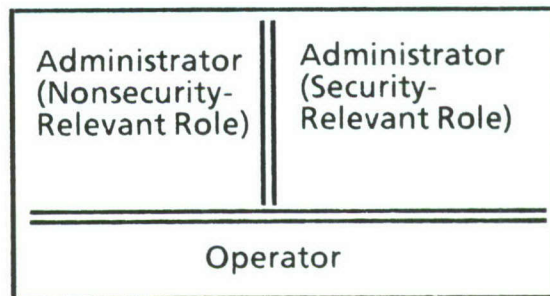 Administrator
(Nonsecurity-
Relevant Role)
Administrator
(Security-
Relevant Role)
Operator